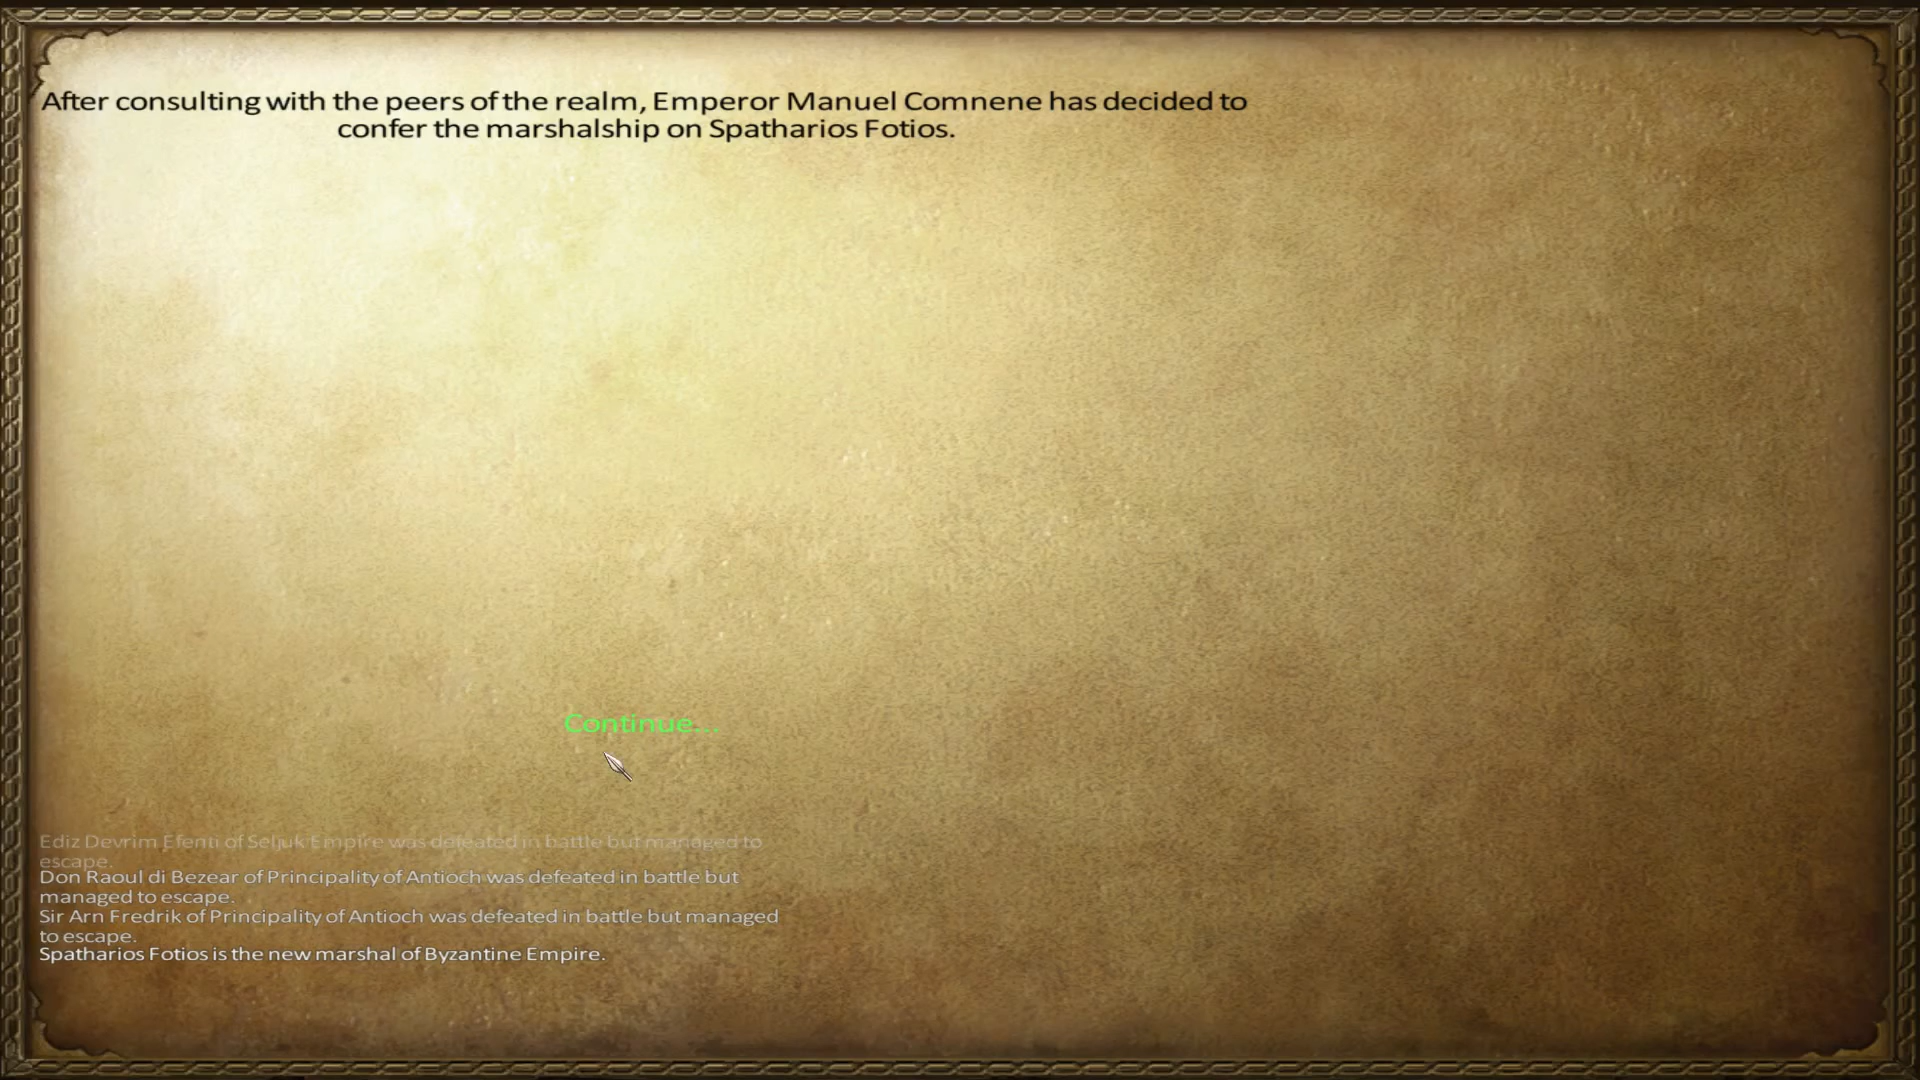 After consulting with the peers of the realm, Emperor Manuel Comnene has decided to
confer the marshalship on Spatharios Fotios.
Continue...
Ediz Devrim Efenti of Seljuk Empire was defeated in battle but managed to
escape.
Don Raoul di Bezear of Principality of Antioch was defeated in battle but
managed to escape.
Sir Arn Fredrik of Principality of Antioch was defeated in battle but managed
to escape.
Spatharios Fotios is the new marshal of Byzantine Empire.